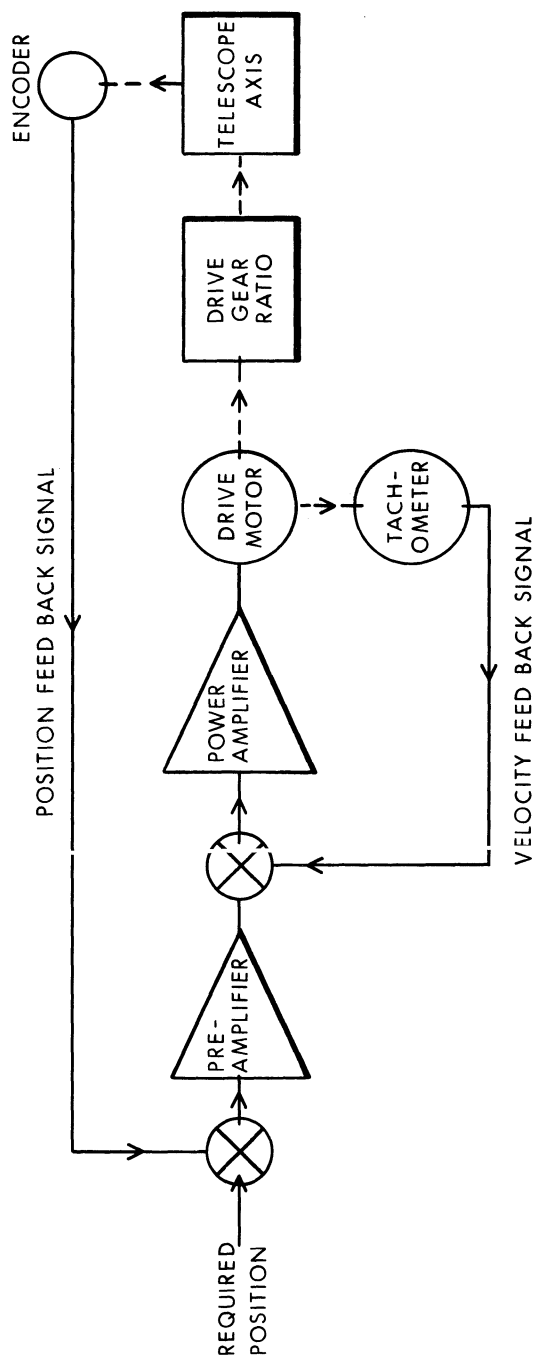 ENCODER
POSITION FEED BACK SIGNAL
REQUIRED
POSITION
PRE-
AMPLIFIER
POWER
AMPLIFIER
DRIVE
MOTOR
DRIVE
GEAR
RATIO
TELESCOPE
AXIS
TACH-
OMETER
VELOCITY FEED BACK SIGNAL